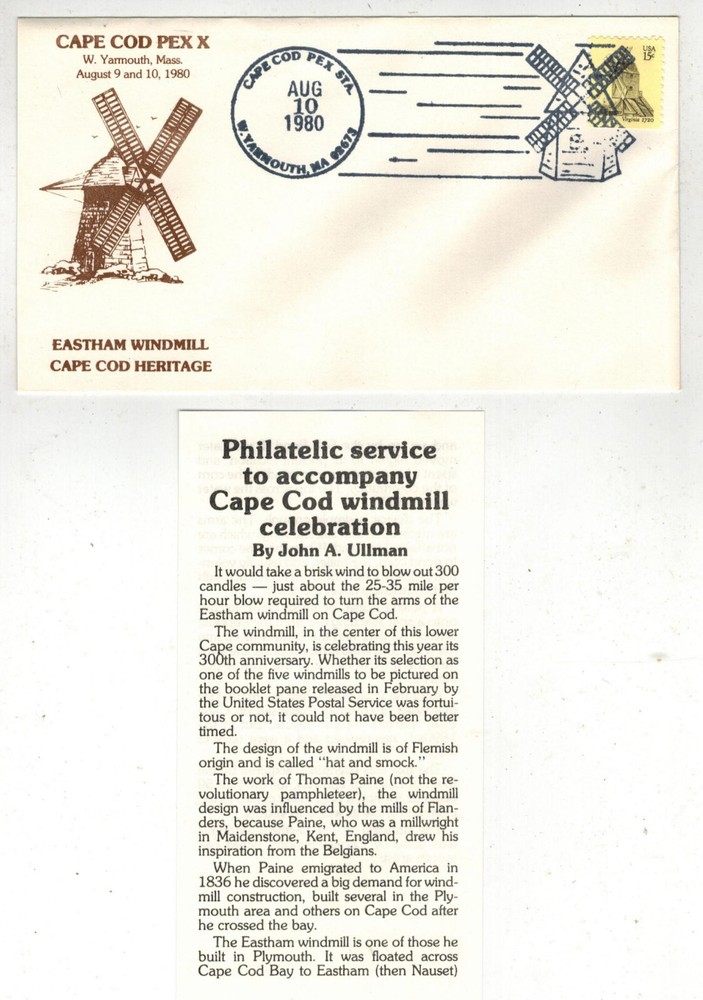 CAPE COD PEX X
W. Yarmouth, Mass.
August 9 and 10, 1980
CAPE COD PEX STA.
AUG
10
1980
W. YARMOUTH, MA 02673
USA
15c
Virginia 1720
EASTHAM WINDMILL
CAPE COD HERITAGE
Philatelic service
to accompany
Cape Cod windmill
celebration
By John A. Ullman
It would take a brisk wind to blow out 300
candles — just about the 25-35 mile per
hour blow required to turn the arms of the
Eastham windmill on Cape Cod.
The windmill, in the center of this lower
Cape community, is celebrating this year its
300th anniversary. Whether its selection as
one of the five windmills to be pictured on
the booklet pane released in February by
the United States Postal Service was fortui-
tous or not, it could not have been better
timed.
The design of the windmill is of Flemish
origin and is called "hat and smock."
The work of Thomas Paine (not the re-
volutionary pamphleteer), the windmill
design was influenced by the mills of Flan-
ders, because Paine, who was a millwright
in Maidenstone, Kent, England, drew his
inspiration from the Belgians.
When Paine emigrated to America in
1836 he discovered a big demand for wind-
mill construction, built several in the Ply-
mouth area and others on Cape Cod after
he crossed the bay.
The Eastham windmill is one of those he
built in Plymouth. It was floated across
Cape Cod Bay to Eastham (then Nauset)